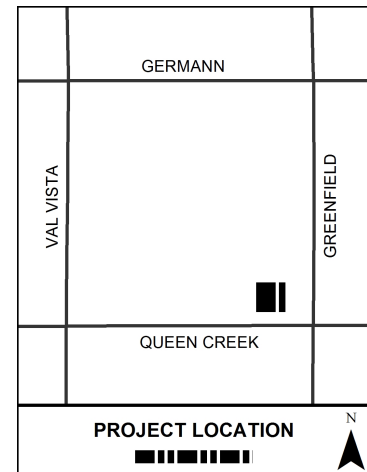 GERMANN
VAL VISTA
GREENFIELD
QUEEN CREEK
PROJECT LOCATION
N